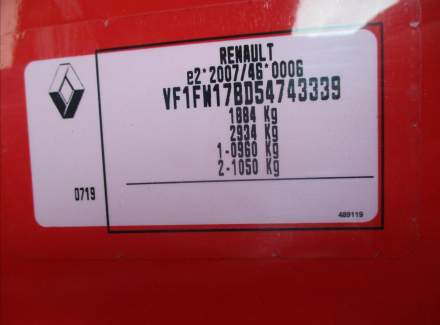 RENAULT
e2*2007/46*0006
VF1FW17BD54743339
1884 Kg
2934 Kg
1-0960 Kg
2-1050 Kg
0719
489119